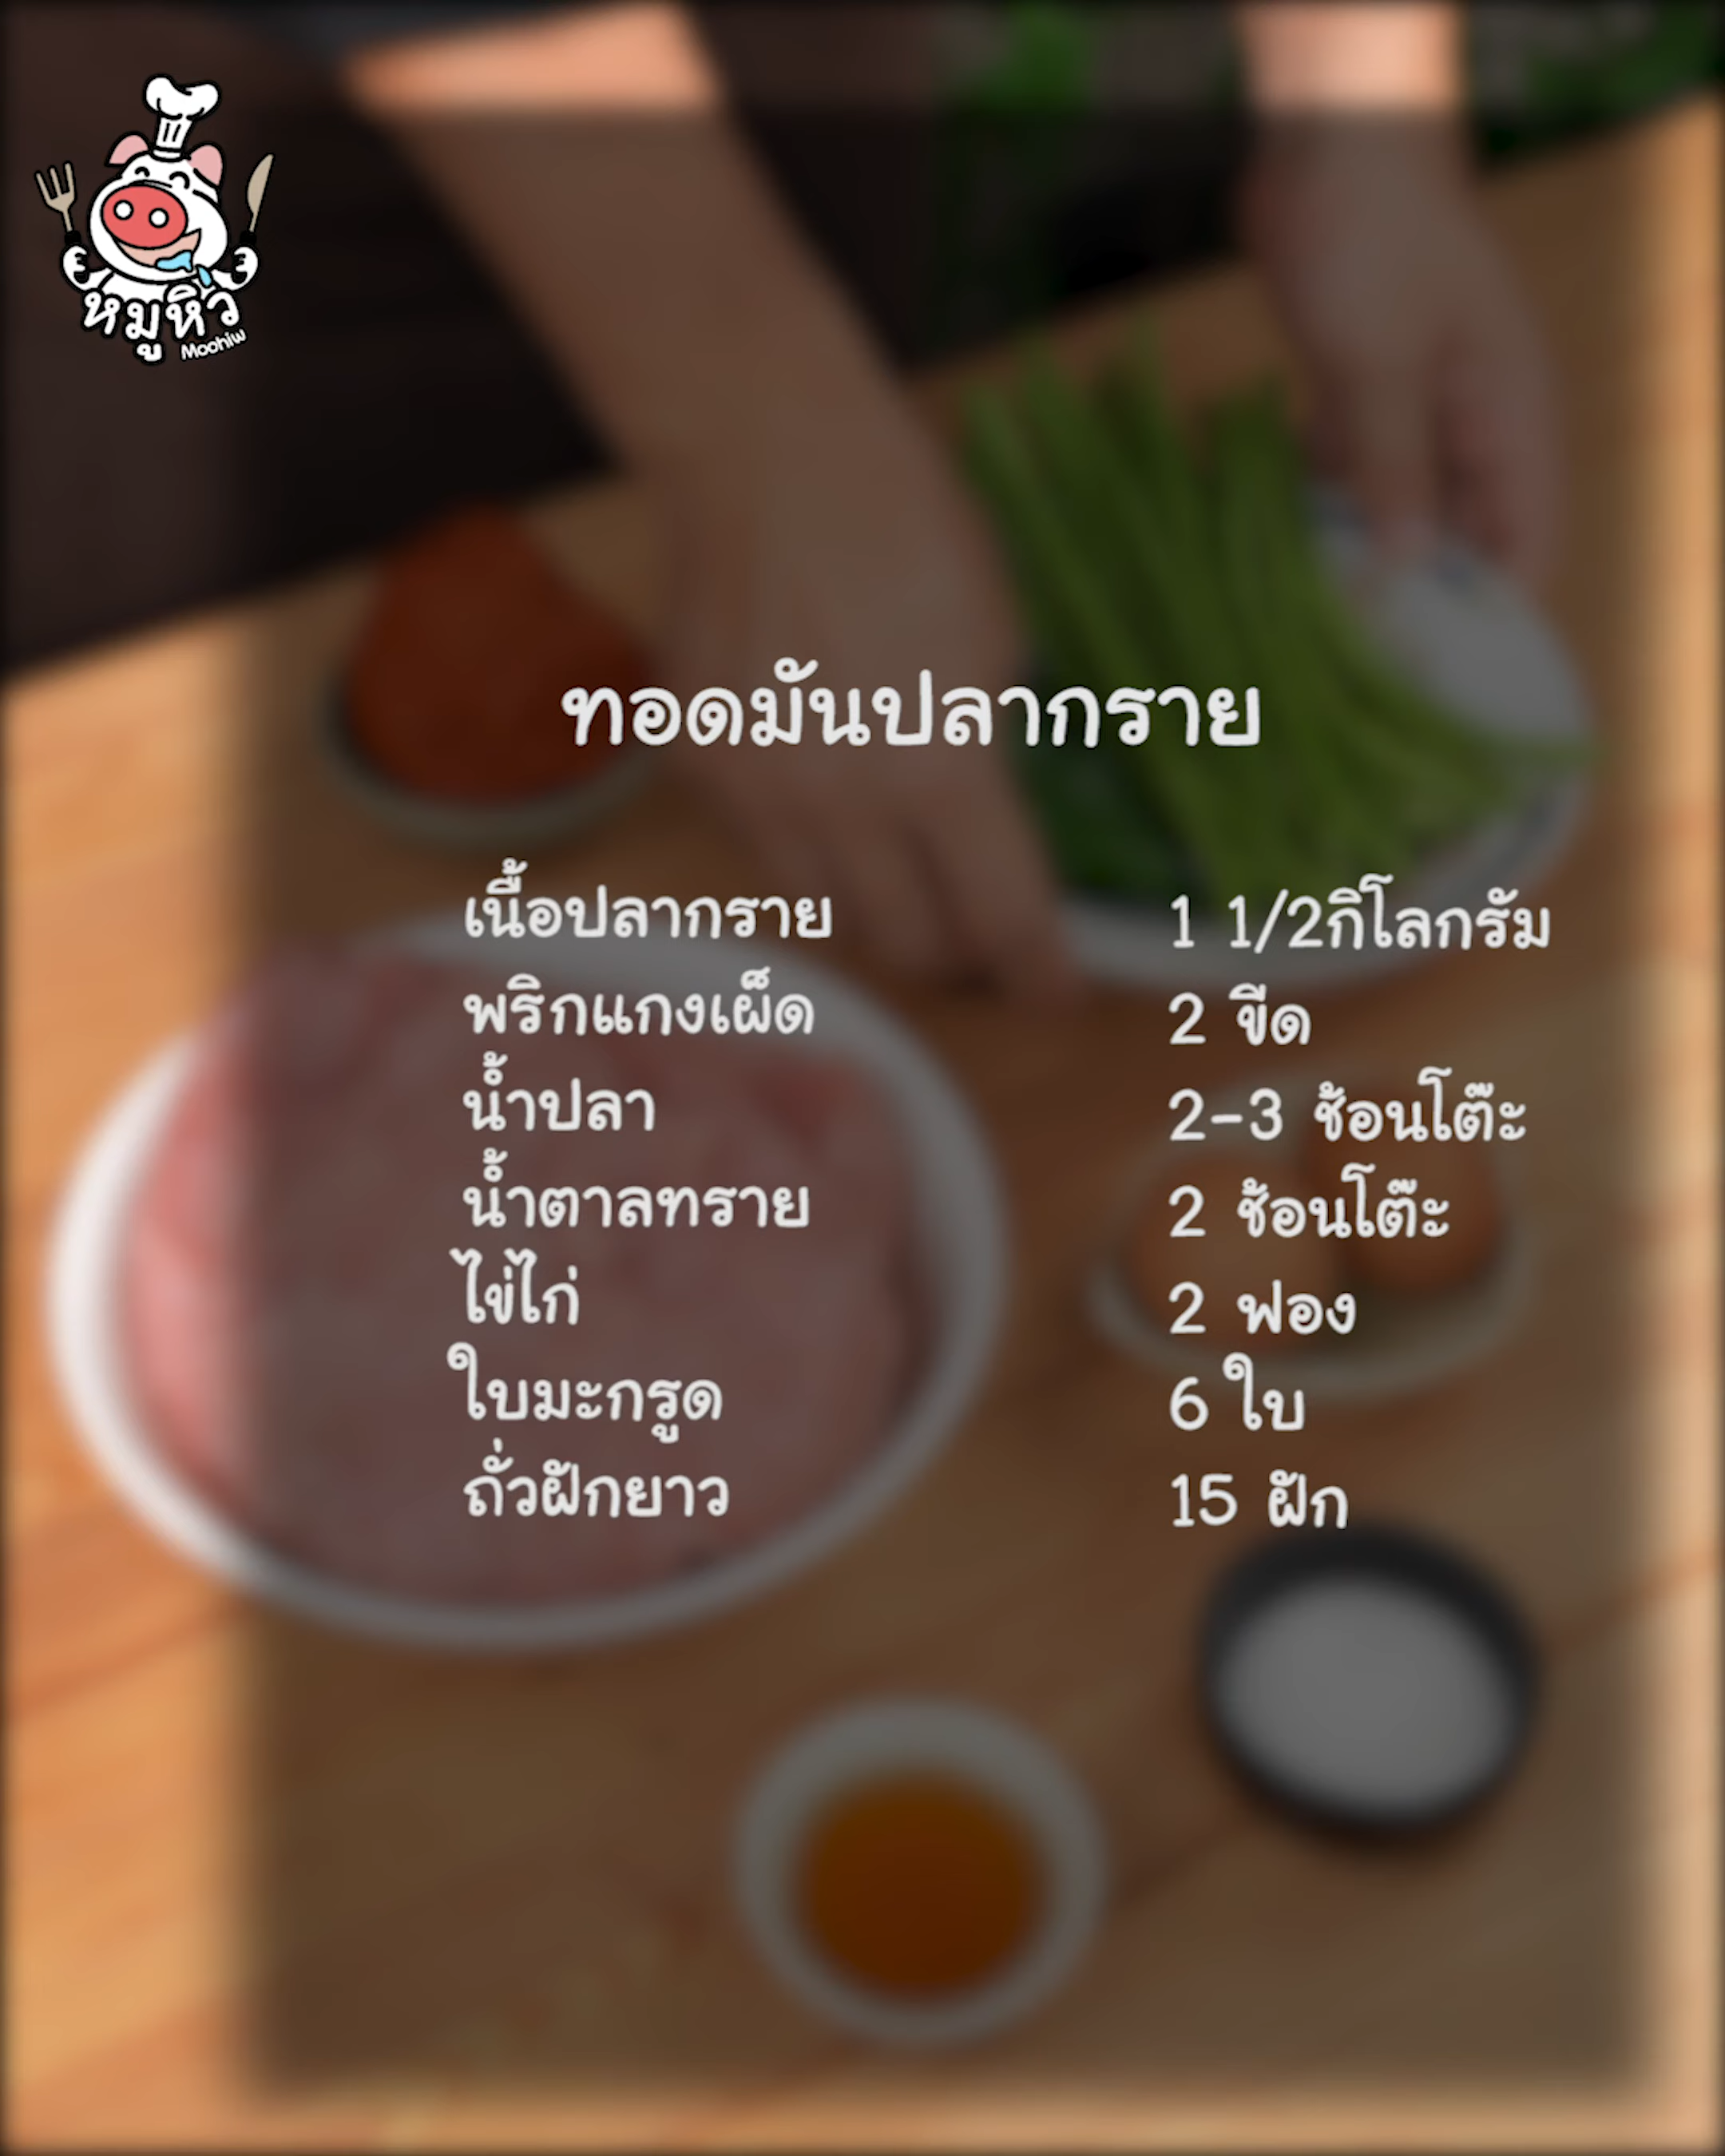 หมูหิว
Moohiw
ทอดมันปลากราย
เนื้อปลากราย 1 1/2กิโลกรัม
พริกแกงเผ็ด 2 ขีด
น้ำปลา 2-3 ช้อนโต๊ะ
น้ำตาลทราย 2 ช้อนโต๊ะ
ไข่ไก่ 2 ฟอง
ใบมะกรูด 6 ใบ
ถั่วฝักยาว 15 ฝัก